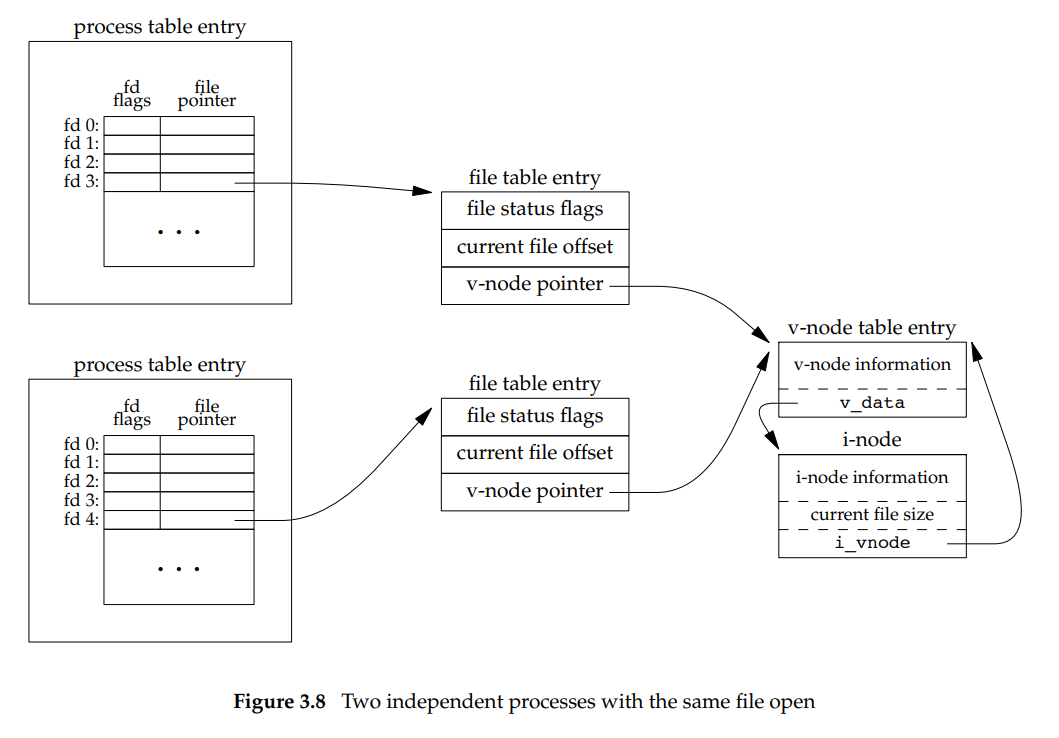 process table entry
fd file
flags pointer
fd 0:
fd 1:
fd 2:
fd 3:
. . .
file table entry
file status flags
current file offset
v-node pointer
v-node table entry
v-node information
v_data
i-node
i-node information
current file size
i_vnode
process table entry
fd file
flags pointer
fd 0:
fd 1:
fd 2:
fd 3:
fd 4:
. . .
file table entry
file status flags
current file offset
v-node pointer
Figure 3.8 Two independent processes with the same file open